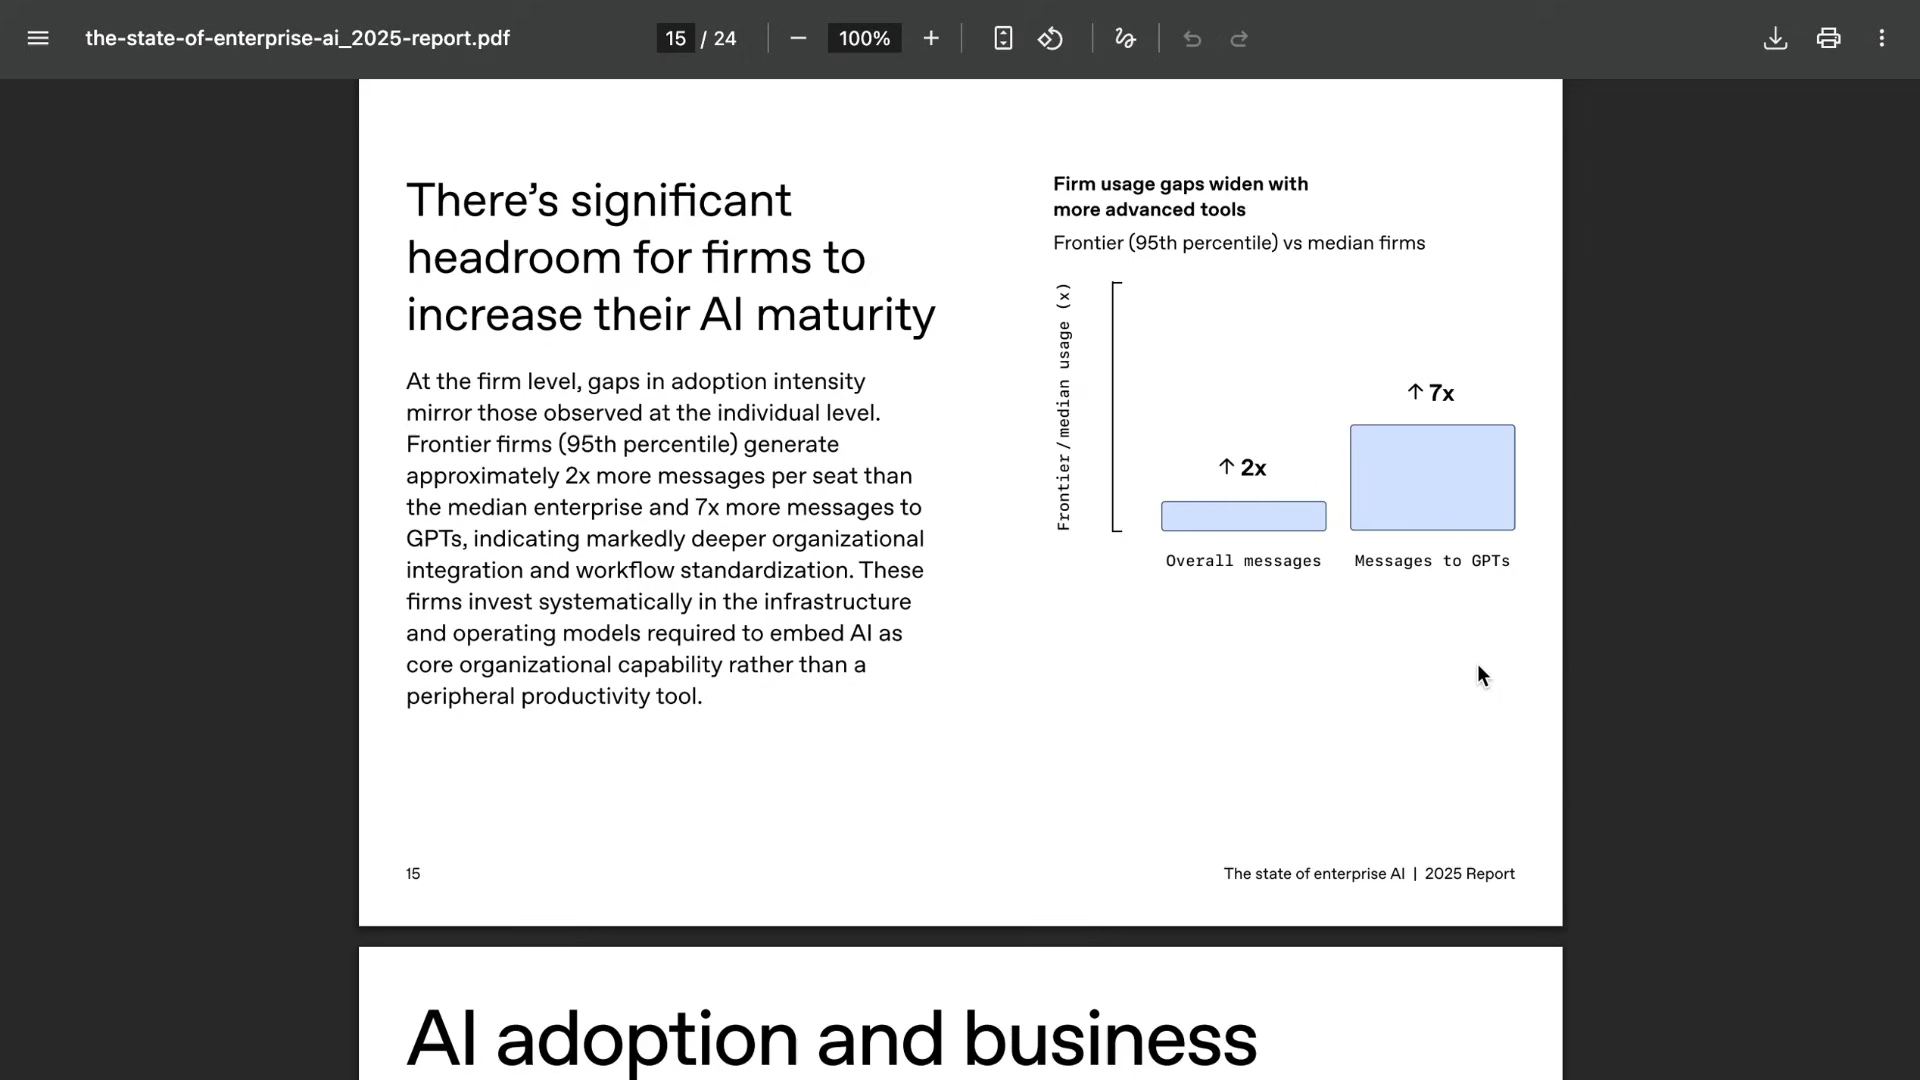 the-state-of-enterprise-ai_2025-report.pdf
15 / 24
100%
There’s significant
headroom for firms to
increase their AI maturity
At the firm level, gaps in adoption intensity
mirror those observed at the individual level.
Frontier firms (95th percentile) generate
approximately 2x more messages per seat than
the median enterprise and 7x more messages to
GPTs, indicating markedly deeper organizational
integration and workflow standardization. These
firms invest systematically in the infrastructure
and operating models required to embed AI as
core organizational capability rather than a
peripheral productivity tool.
Firm usage gaps widen with
more advanced tools
Frontier (95th percentile) vs median firms
Frontier / median usage (x)
↑ 2x
↑ 7x
Overall messages
Messages to GPTs
15
The state of enterprise AI | 2025 Report
AI adoption and business